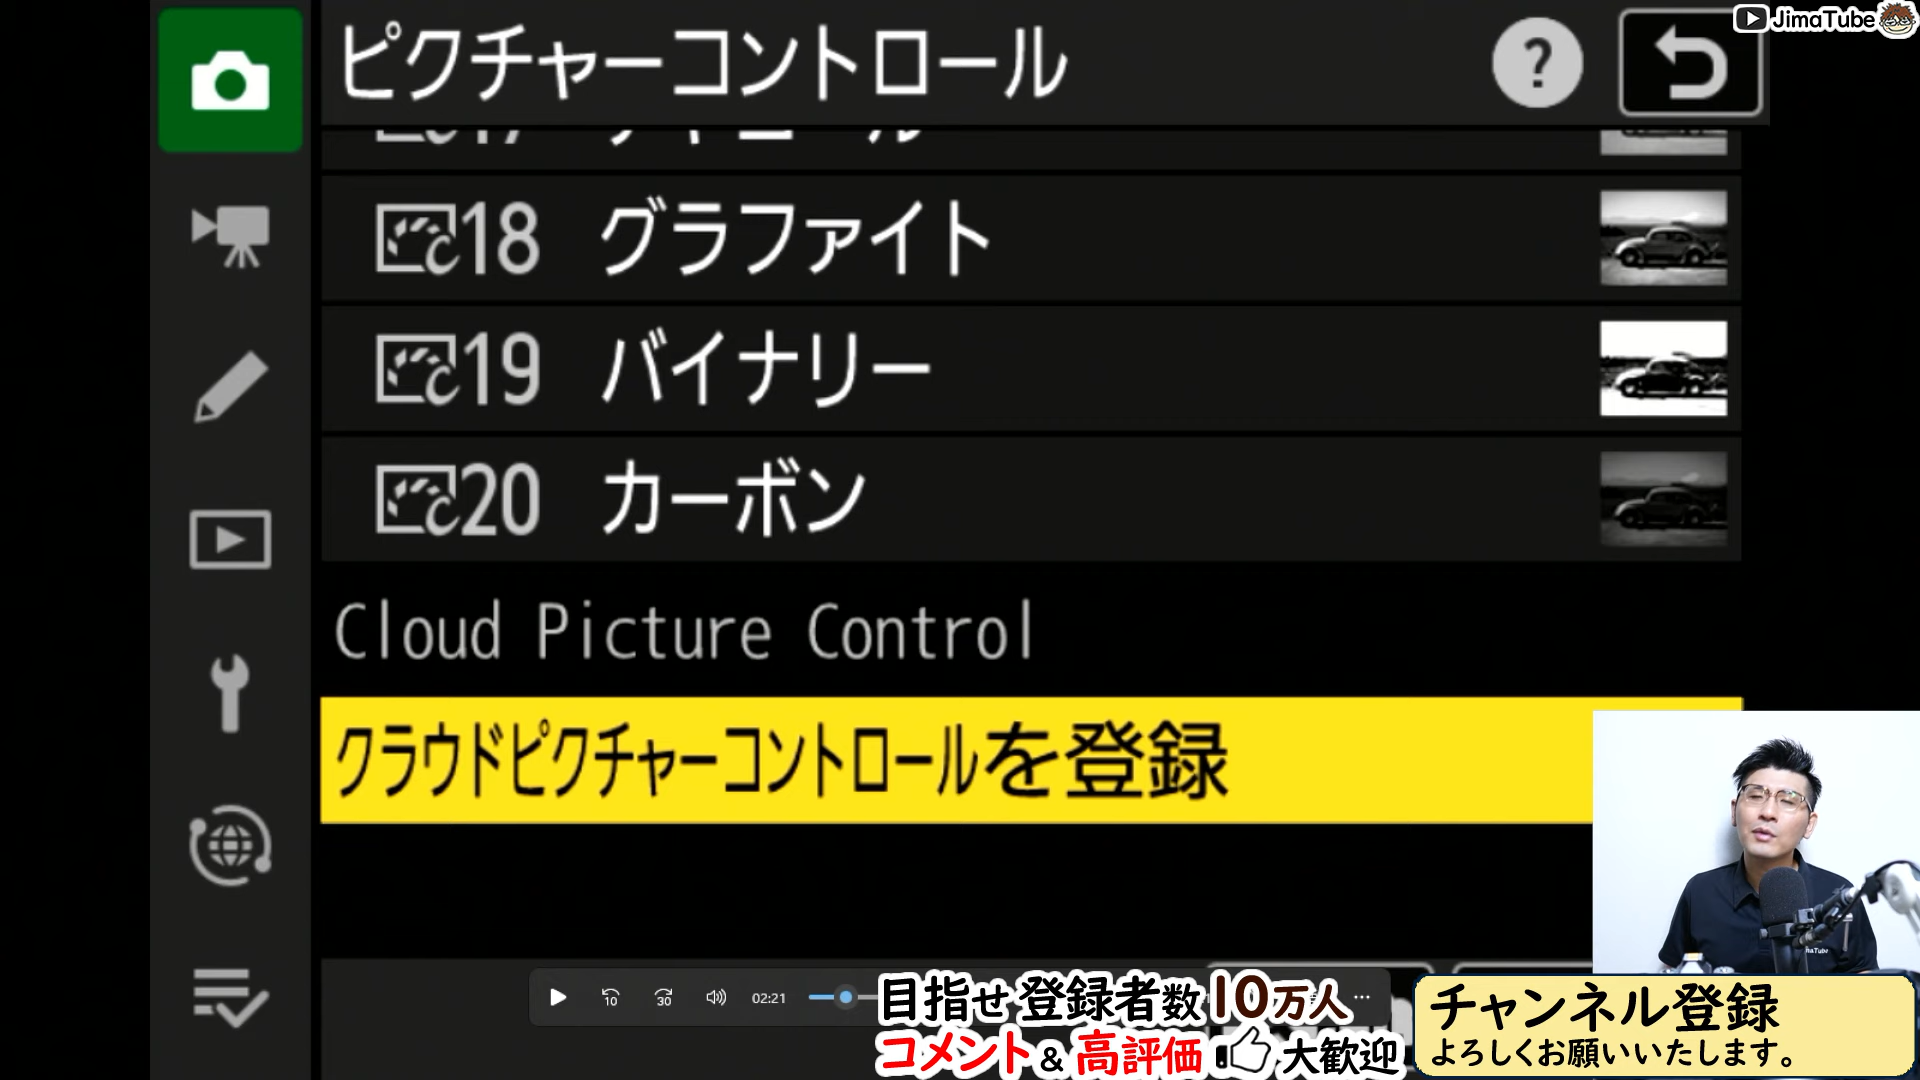 JimaTube
ピクチャーコントロール
?
18 グラファイト
19 バイナリー
20 カーボン
Cloud Picture Control
クラウドピクチャーコントロールを登録
10
30
02:21
目指せ 登録者数 10万人
コメント & 高評価 大歓迎
チャンネル登録
よろしくお願いいたします。